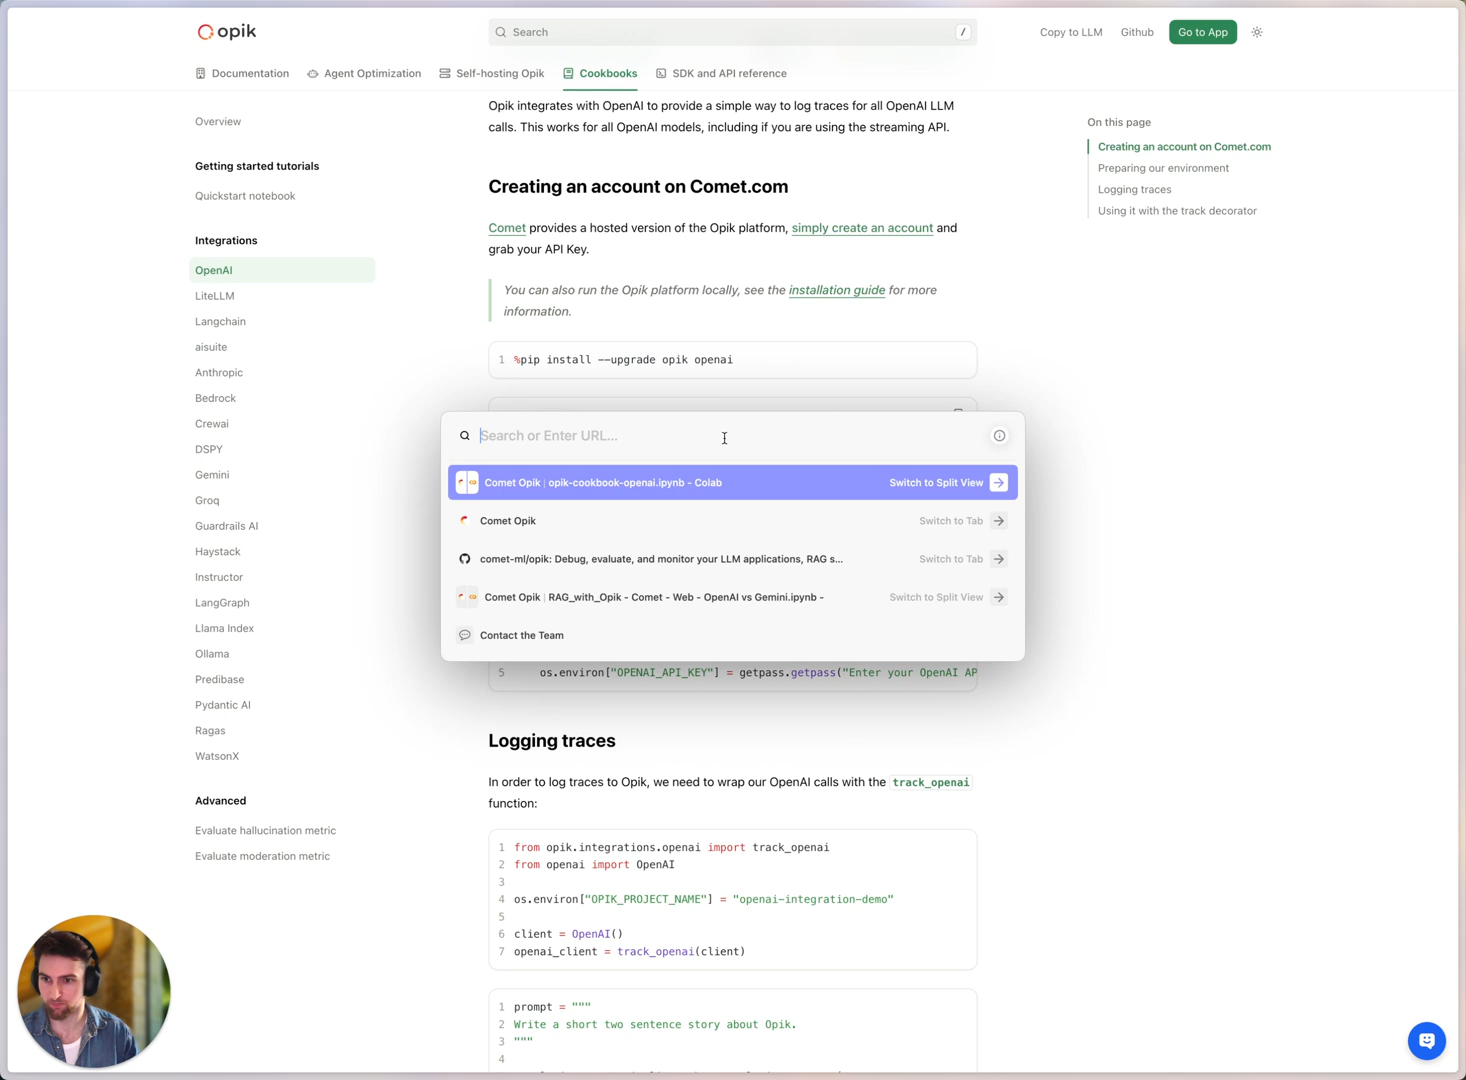 opik
Search
/
Copy to LLM
Github
Go to App
Documentation
Agent Optimization
Self-hosting Opik
Cookbooks
SDK and API reference
Overview
Getting started tutorials
Quickstart notebook
Integrations
OpenAI
LiteLLM
Langchain
aisuite
Anthropic
Bedrock
Crewai
DSPY
Gemini
Groq
Guardrails AI
Haystack
Instructor
LangGraph
Llama Index
Ollama
Predibase
Pydantic AI
Ragas
WatsonX
Advanced
Evaluate hallucination metric
Evaluate moderation metric
Opik integrates with OpenAI to provide a simple way to log traces for all OpenAI LLM
calls. This works for all OpenAI models, including if you are using the streaming API.
Creating an account on Comet.com
Comet provides a hosted version of the Opik platform, simply create an account and
grab your API Key.
You can also run the Opik platform locally, see the installation guide for more
information.
1 %pip install --upgrade opik openai
Search or Enter URL...
Comet Opik | opik-cookbook-openai.ipynb - Colab Switch to Split View
Comet Opik Switch to Tab
comet-ml/opik: Debug, evaluate, and monitor your LLM applications, RAG s... Switch to Tab
Comet Opik | RAG_with_Opik - Comet - Web - OpenAI vs Gemini.ipynb - Switch to Split View
Contact the Team
5 os.environ["OPENAI_API_KEY"] = getpass.getpass("Enter your OpenAI AP
Logging traces
In order to log traces to Opik, we need to wrap our OpenAI calls with the track_openai
function:
1 from opik.integrations.openai import track_openai
2 from openai import OpenAI
3
4 os.environ["OPIK_PROJECT_NAME"] = "openai-integration-demo"
5
6 client = OpenAI()
7 openai_client = track_openai(client)
1 prompt = """
2 Write a short two sentence story about Opik.
3 """
4
On this page
Creating an account on Comet.com
Preparing our environment
Logging traces
Using it with the track decorator